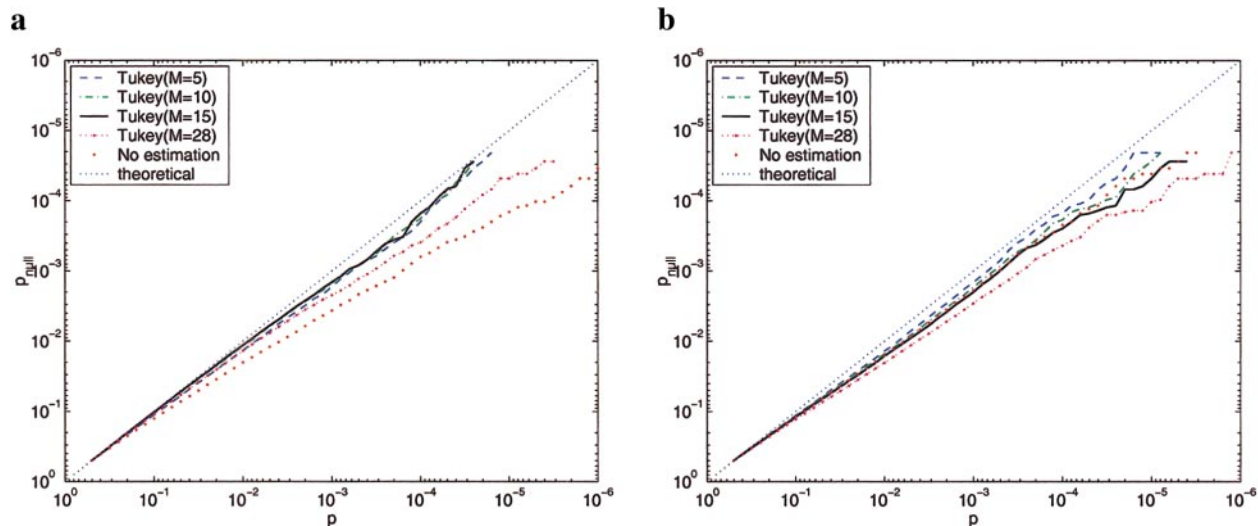 a
b
10^-6
10^-5
10^-4
10^-3
10^-2
10^-1
10^0
p_null
Tukey(M=5)
Tukey(M=10)
Tukey(M=15)
Tukey(M=28)
No estimation
theoretical
10^0 10^-1 10^-2 10^-3 10^-4 10^-5 10^-6
p
10^-6
10^-5
10^-4
10^-3
10^-2
10^-1
10^0
p_null
Tukey(M=5)
Tukey(M=10)
Tukey(M=15)
Tukey(M=28)
No estimation
theoretical
10^0 10^-1 10^-2 10^-3 10^-4 10^-5 10^-6
p